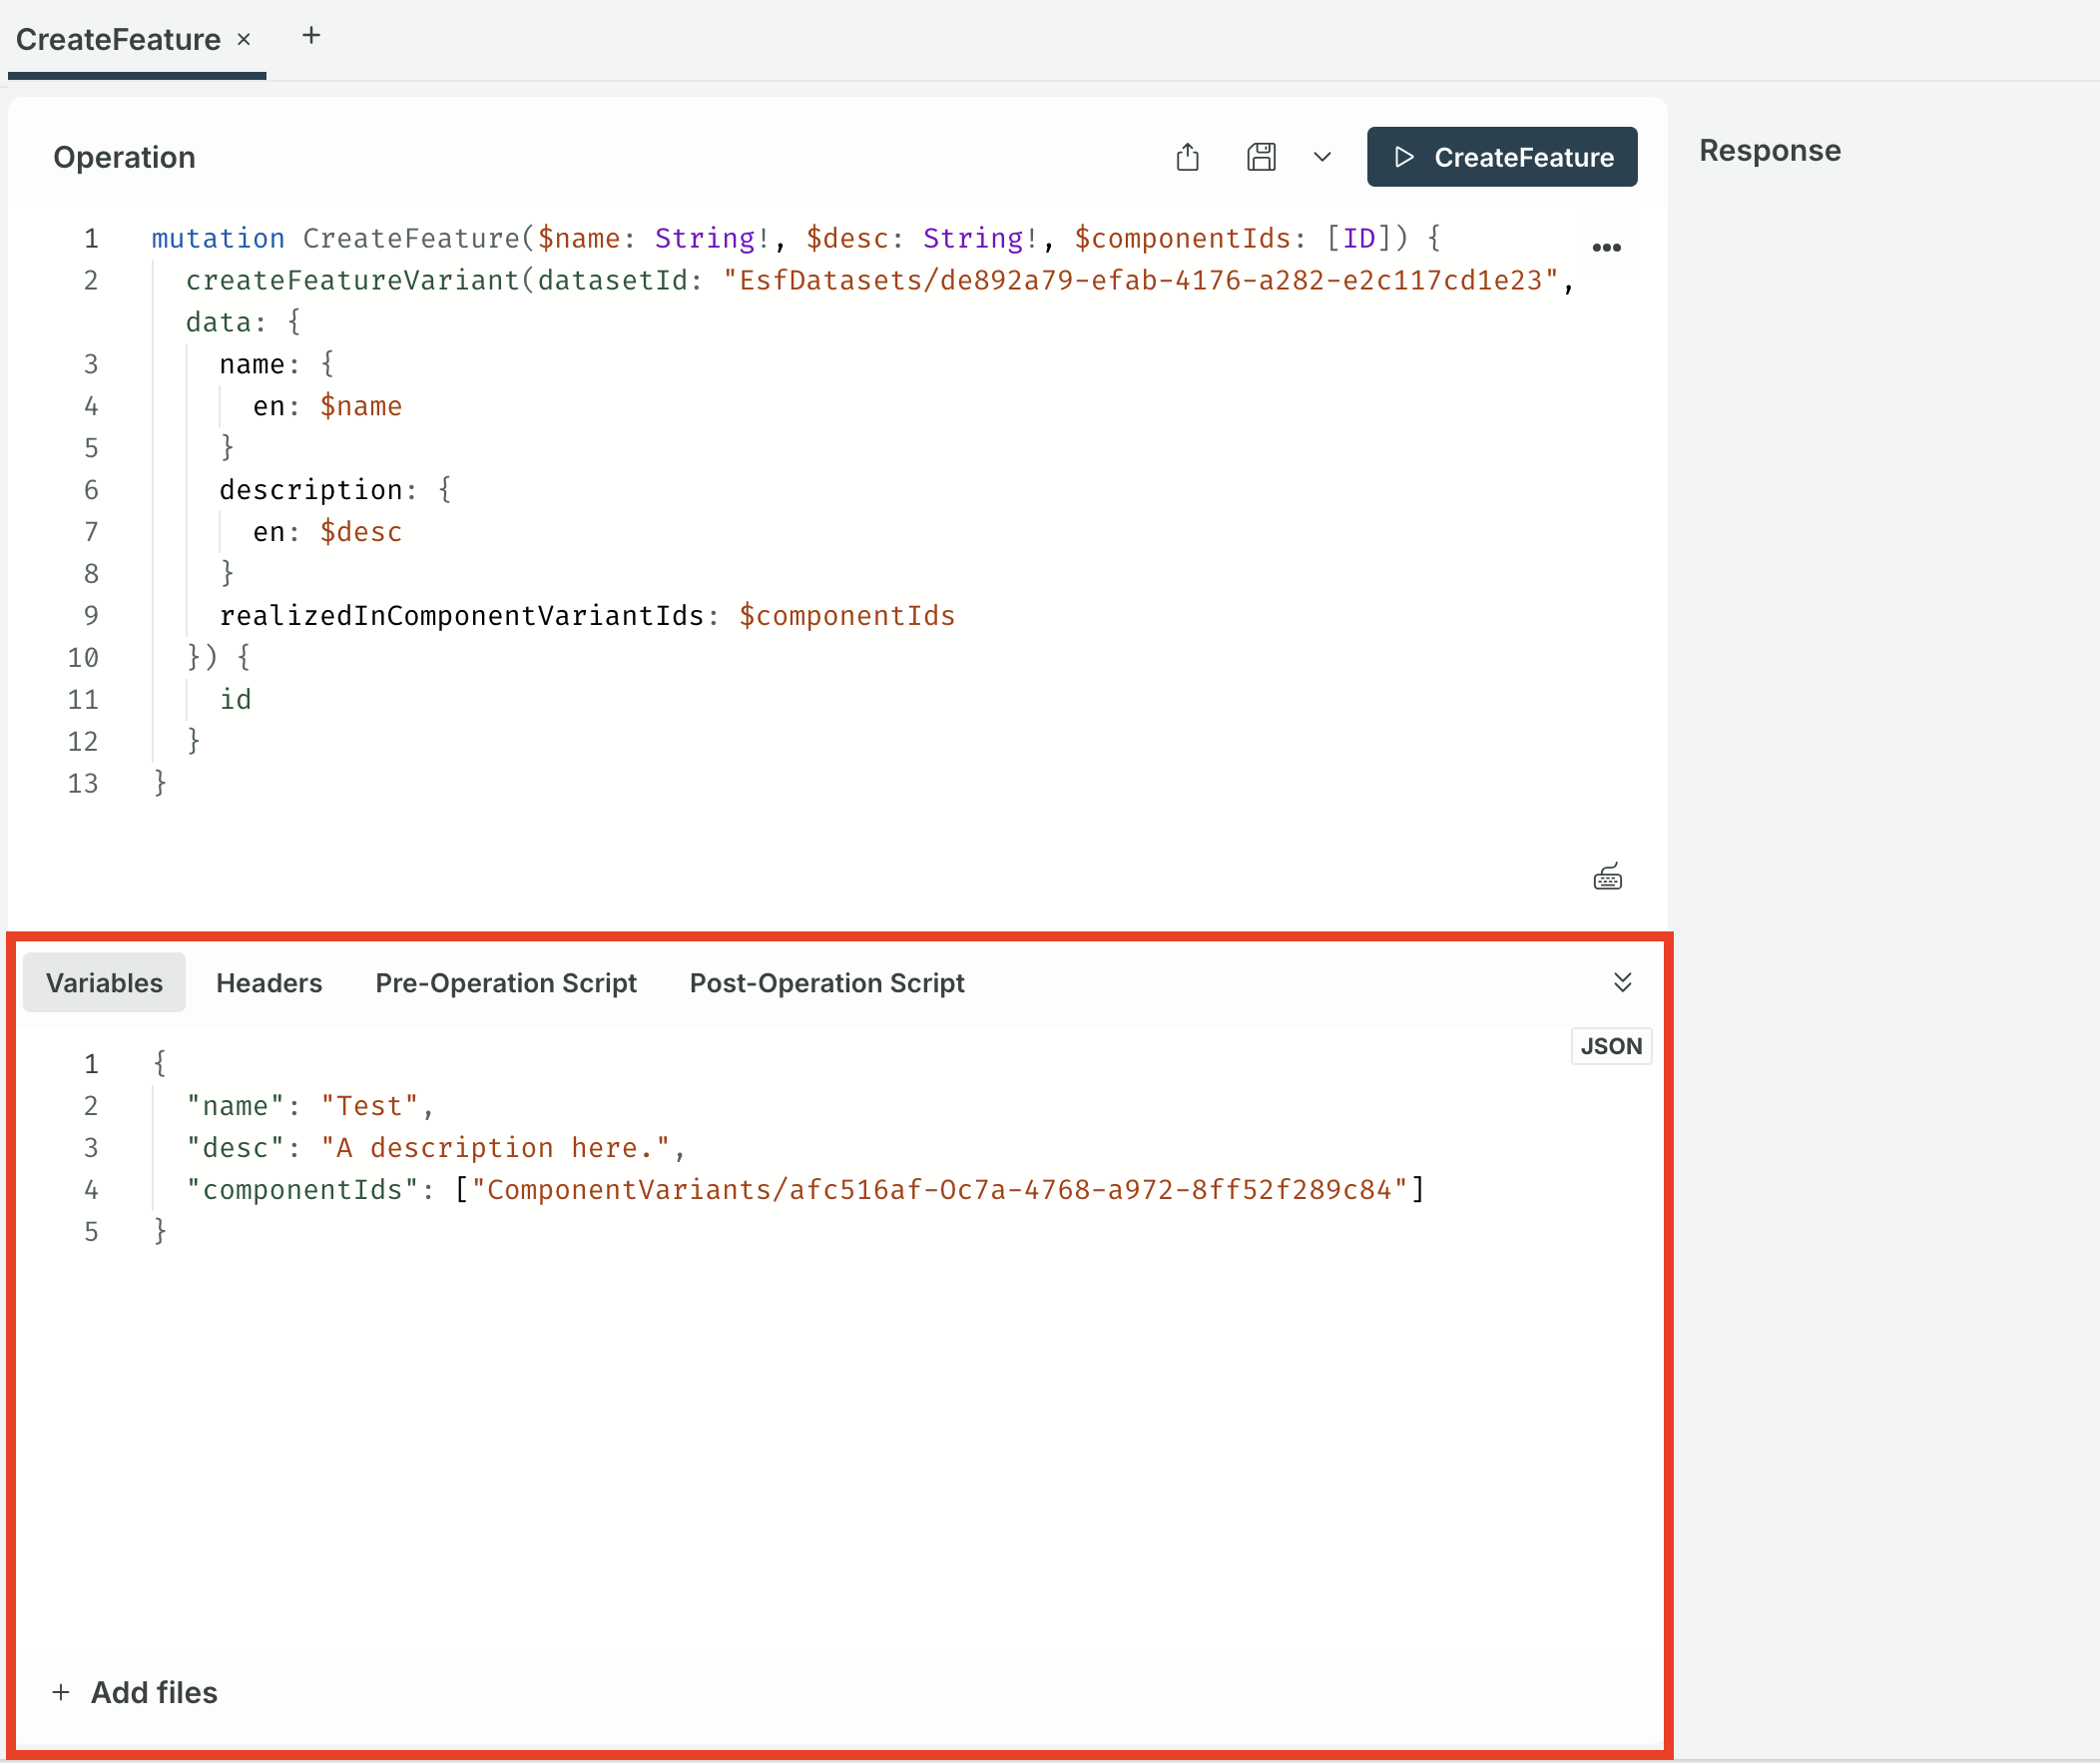 CreateFeature × +
Operation
CreateFeature
Response
1 mutation CreateFeature($name: String!, $desc: String!, $componentIds: [ID]) {
2 createFeatureVariant(datasetId: "EsfDatasets/de892a79-efab-4176-a282-e2c117cd1e23",
data: {
3 name: {
4 en: $name
5 }
6 description: {
7 en: $desc
8 }
9 realizedInComponentVariantIds: $componentIds
10 }) {
11 id
12 }
13 }
Variables Headers Pre-Operation Script Post-Operation Script
JSON
1 {
2 "name": "Test",
3 "desc": "A description here.",
4 "componentIds": ["ComponentVariants/afc516af-0c7a-4768-a972-8ff52f289c84"]
5 }
+ Add files